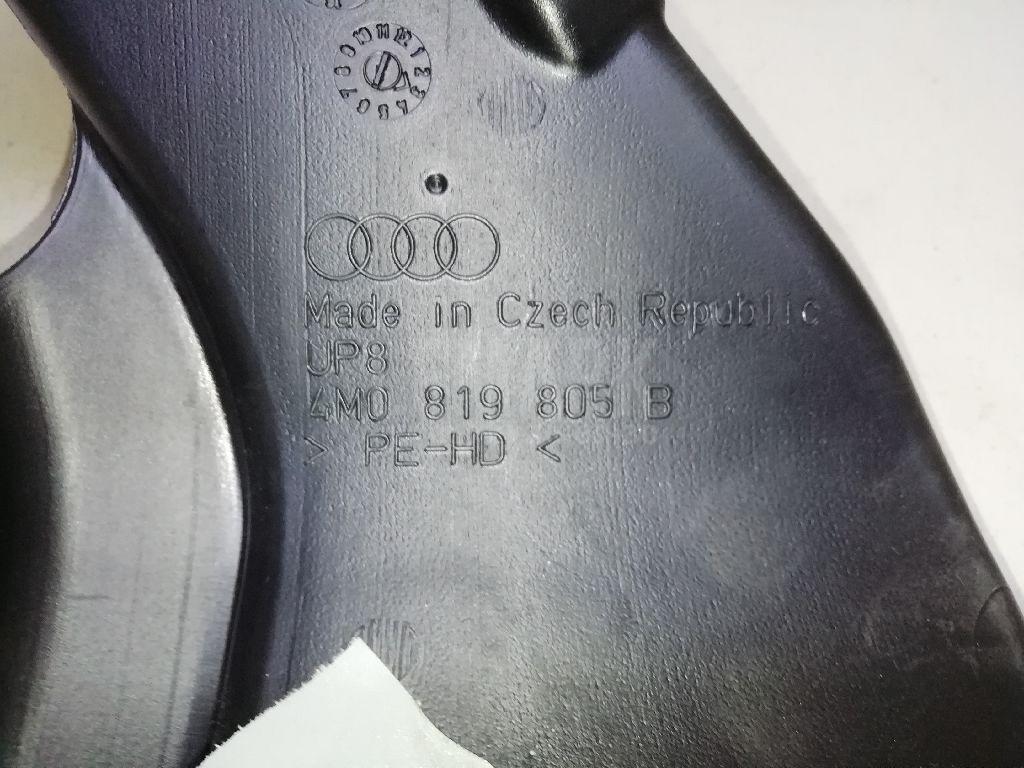 Made in Czech Republic
UP8
4M0 819 805 B
> PE-HD <